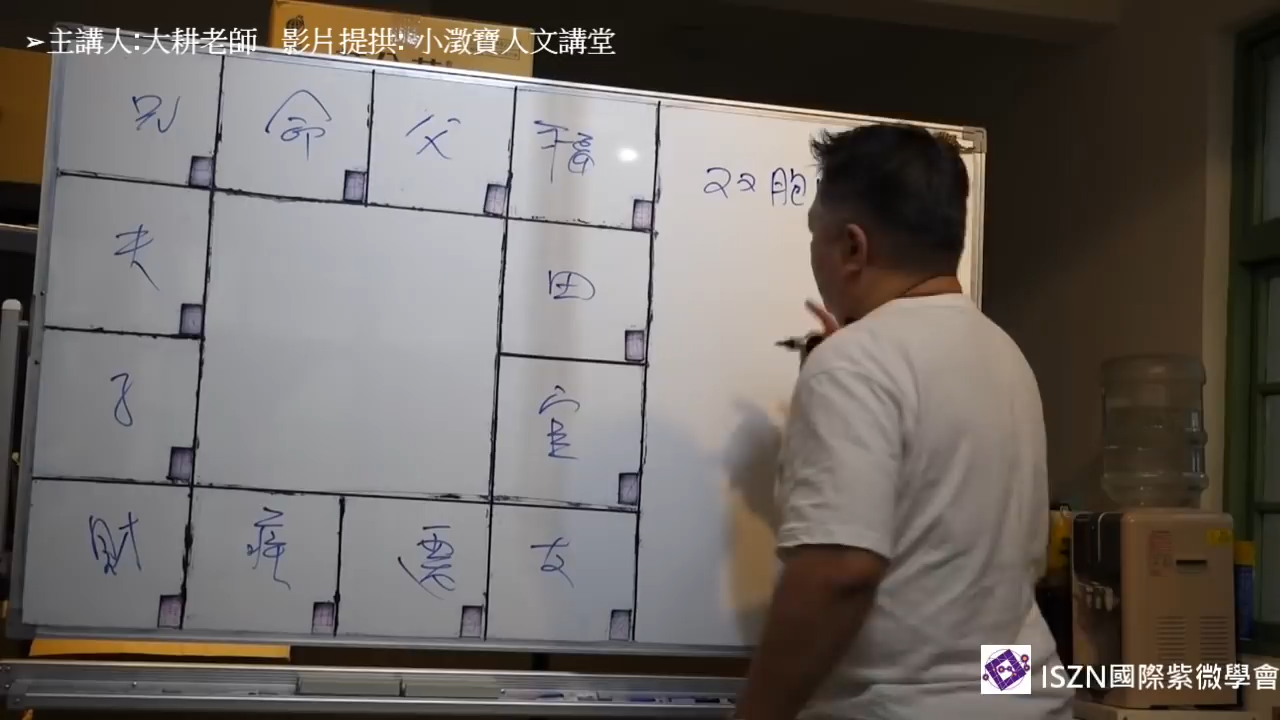 ➢主講人:大耕老師 影片提拱: 小瀓寶人文講堂
兄 命 父 福
双胞
夫 田
子 官
財 疾 遷 友
ISZN國際紫微學會